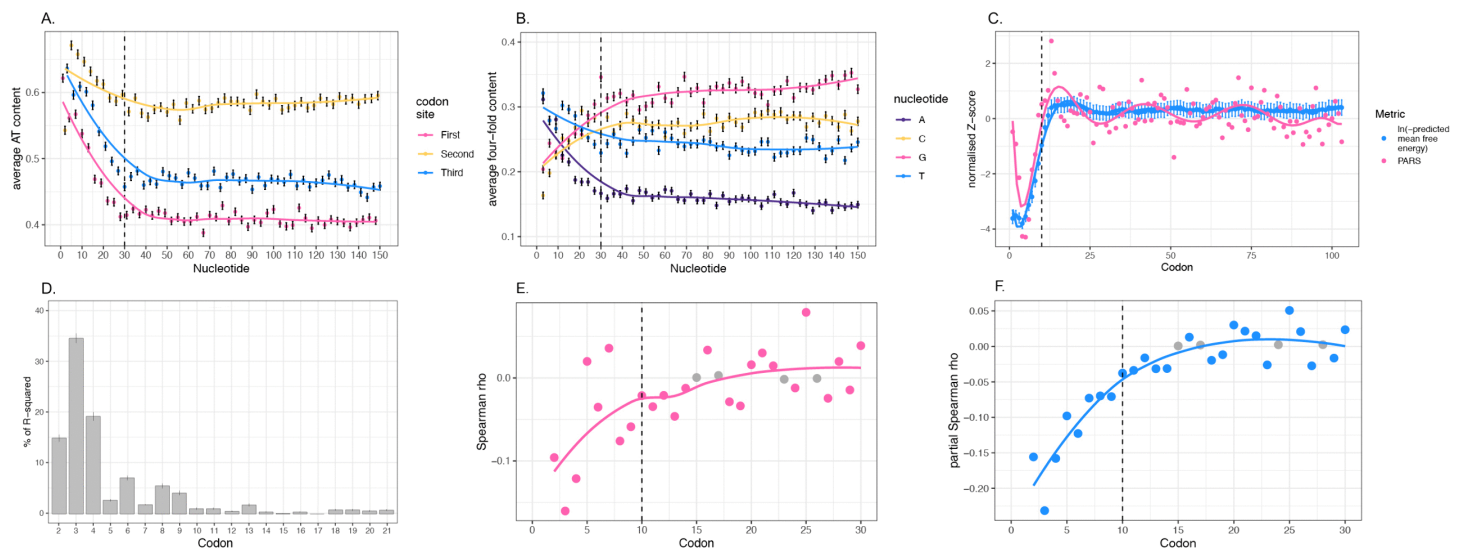 A.
average AT content
0.6
0.5
0.4
0 10 20 30 40 50 60 70 80 90 100 110 120 130 140 150
Nucleotide
codon
site
First
Second
Third
B.
average four-fold content
0.4
0.3
0.2
0.1
0 10 20 30 40 50 60 70 80 90 100 110 120 130 140 150
Nucleotide
nucleotide
A
C
G
T
C.
normalised Z-score
2
0
−2
−4
0 25 50 75 100
Codon
Metric
ln(-predicted
mean free
energy)
PARS
D.
% of R-squared
40
30
20
10
0
2 3 4 5 6 7 8 9 10 11 12 13 14 15 16 17 18 19 20 21
Codon
E.
Spearman rho
0.0
−0.1
0 5 10 15 20 25 30
Codon
F.
partial Spearman rho
0.05
0.00
−0.05
−0.10
−0.15
−0.20
0 5 10 15 20 25 30
Codon